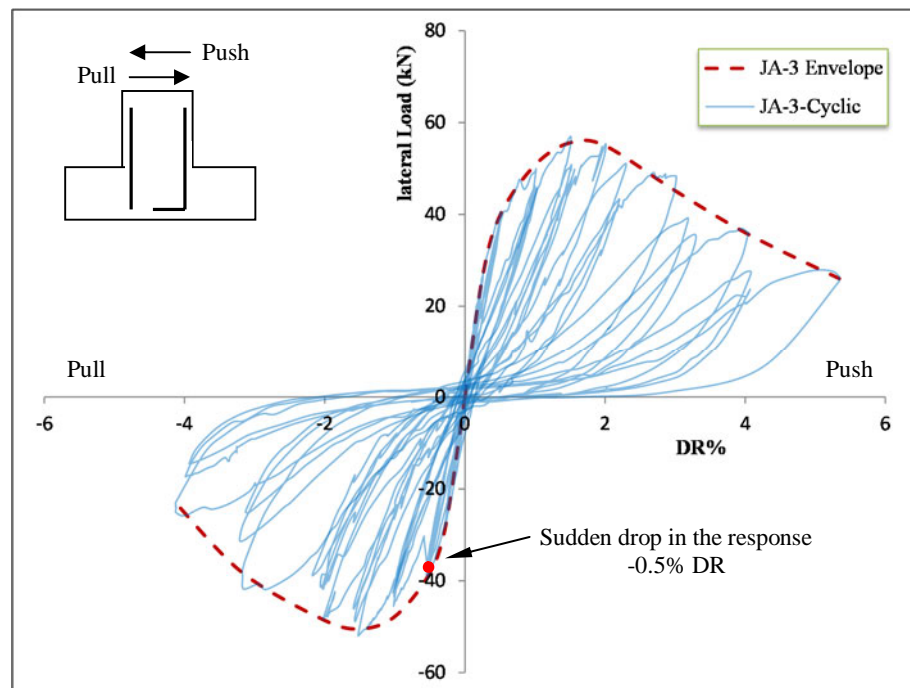 80
Push
Pull
JA-3 Envelope
JA-3-Cyclic
lateral Load (kN)
60
40
20
Pull
Push
0
-6
-4
-2
0
2
4
6
DR%
-20
Sudden drop in the response
-0.5% DR
-40
-60